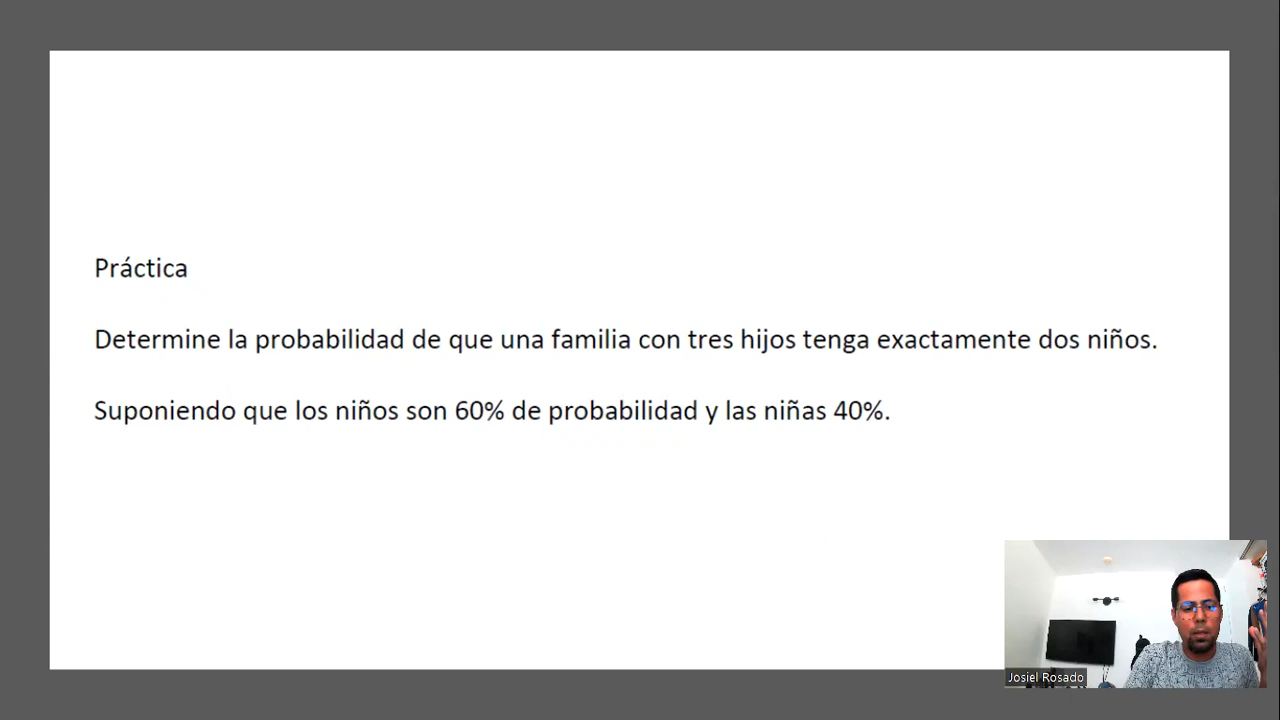 Práctica
Determine la probabilidad de que una familia con tres hijos tenga exactamente dos niños.
Suponiendo que los niños son 60% de probabilidad y las niñas 40%.
Josiel Rosado